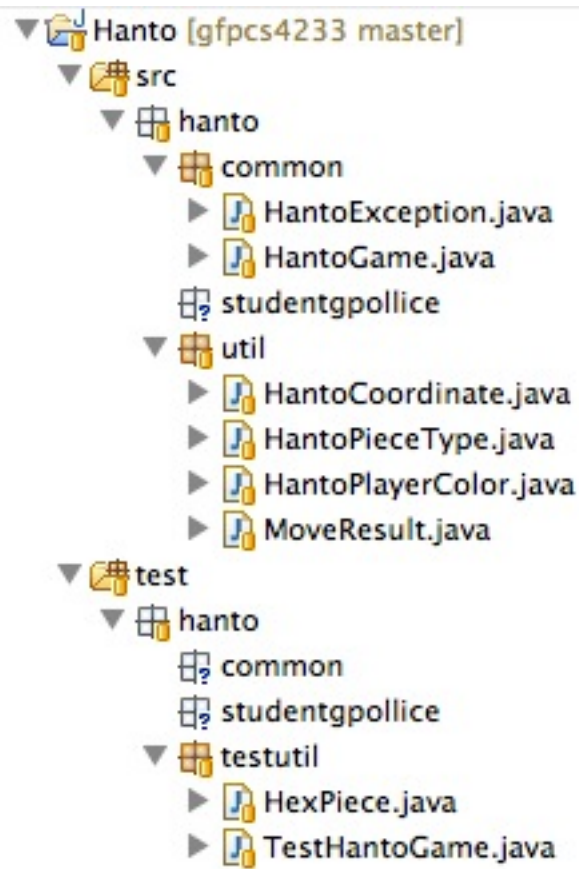 Hanto [gfpcs4233 master]
src
hanto
common
HantoException.java
HantoGame.java
studentgpollice
util
HantoCoordinate.java
HantoPieceType.java
HantoPlayerColor.java
MoveResult.java
test
hanto
common
studentgpollice
testutil
HexPiece.java
TestHantoGame.java